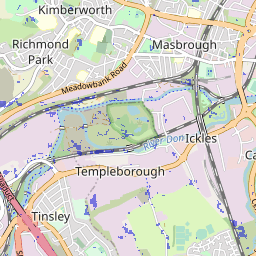 Kimberworth
Richmond
Park
Masbrough
Meadowbank Road
River Don
Ickles
Templeborough
Tinsley